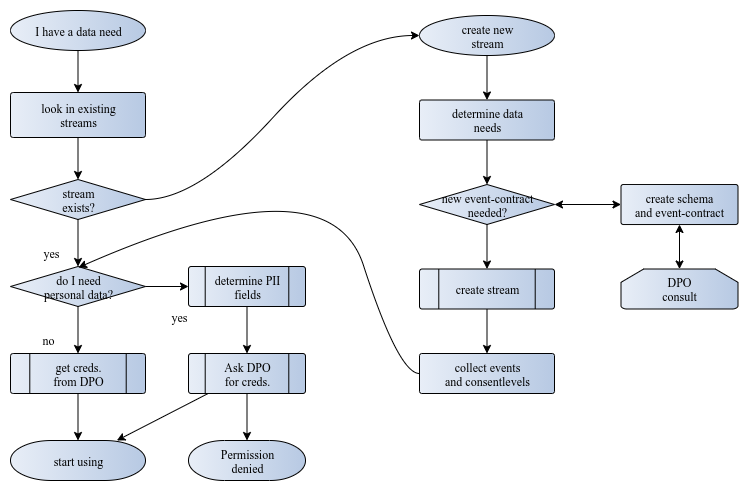 I have a data need
look in existing
streams
stream
exists?
yes
do I need
personal data?
yes
no
determine PII
fields
get creds.
from DPO
Ask DPO
for creds.
start using
Permission
denied
create new
stream
determine data
needs
new event-contract
needed?
create schema
and event-contract
DPO
consult
create stream
collect events
and consentlevels